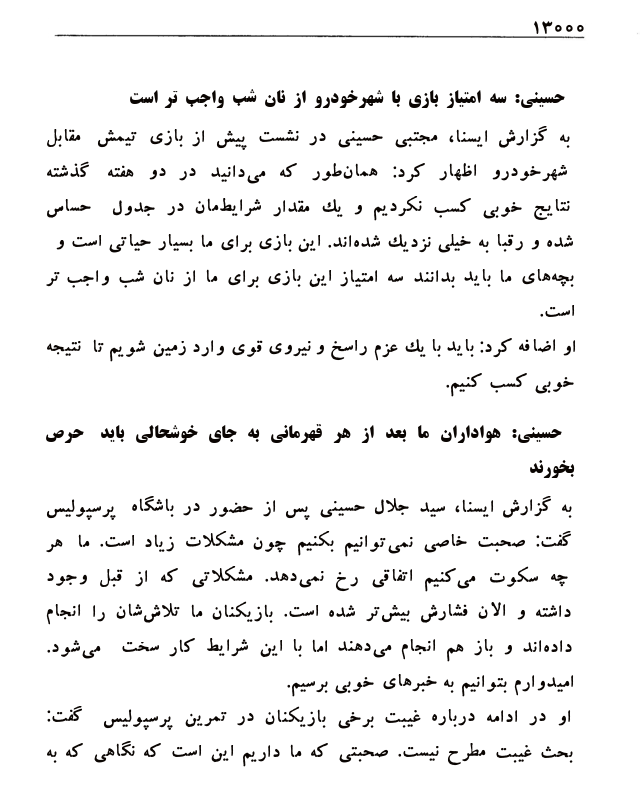 ۱۳۰۰۰
حسینی: سه امتیاز بازی با شهرخودرو از نان شب واجب تر است
به گزارش ایسنا، مجتبی حسینی در نشست پیش از بازی تیمش مقابل
شهرخودرو اظهار کرد: همان‌طور که می‌دانید در دو هفته گذشته
نتایج خوبی کسب نکردیم و یك مقدار شرایط‌مان در جدول حساس
شده و رقبا به خیلی نزدیك شده‌اند. این بازی برای ما بسیار حیاتی است و
بچه‌های ما باید بدانند سه امتیاز این بازی برای ما از نان شب واجب تر
است.
او اضافه کرد: باید با یك عزم راسخ و نیروی قوی وارد زمین شویم تا نتیجه
خوبی کسب کنیم.
حسینی: هواداران ما بعد از هر قهرمانی به جای خوشحالی باید حرص
بخورند
به گزارش ایسنا، سید جلال حسینی پس از حضور در باشگاه پرسپولیس
گفت: صحبت خاصی نمی‌توانیم بکنیم چون مشکلات زیاد است. ما هر
چه سکوت می‌کنیم اتفاقی رخ نمی‌دهد. مشکلاتی که از قبل وجود
داشته و الان فشارش بیش‌تر شده است. بازیکنان ما تلاش‌شان را انجام
داده‌اند و باز هم انجام می‌دهند اما با این شرایط کار سخت می‌شود.
امیدوارم بتوانیم به خبرهای خوبی برسیم.
او در ادامه درباره غیبت برخی بازیکنان در تمرین پرسپولیس گفت:
بحث غیبت مطرح نیست. صحبتی که ما داریم این است که نگاهی که به